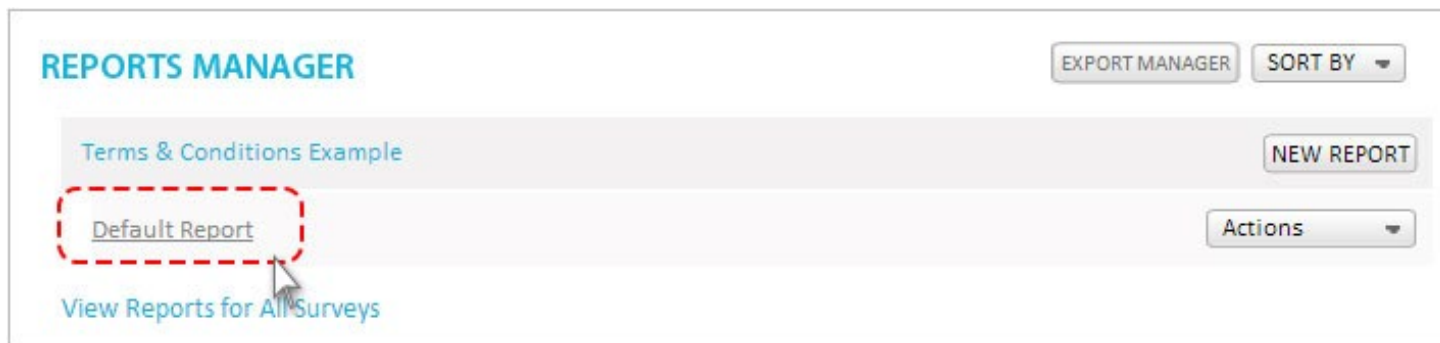 REPORTS MANAGER EXPORT MANAGER SORT BY
Terms & Conditions Example NEW REPORT
Default Report Actions
View Reports for All Surveys